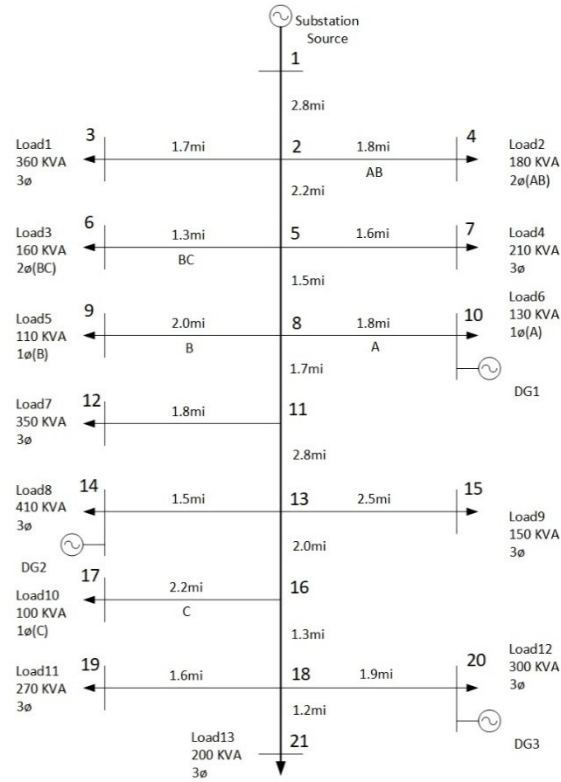 Substation
Source
1
2.8mi
Load1
360 KVA
3ø
3
1.7mi
2
1.8mi
AB
4
Load2
180 KVA
2ø(AB)
2.2mi
Load3
160 KVA
2ø(BC)
6
1.3mi
BC
5
1.6mi
7
Load4
210 KVA
3ø
1.5mi
Load5
110 KVA
1ø(B)
9
2.0mi
B
8
1.8mi
A
10
Load6
130 KVA
1ø(A)
DG1
1.7mi
Load7
350 KVA
3ø
12
1.8mi
11
2.8mi
Load8
410 KVA
3ø
14
DG2
1.5mi
13
2.5mi
15
Load9
150 KVA
3ø
2.0mi
Load10
100 KVA
1ø(C)
17
2.2mi
C
16
1.3mi
Load11
270 KVA
3ø
19
1.6mi
18
1.9mi
20
Load12
300 KVA
3ø
DG3
1.2mi
Load13
200 KVA
3ø
21